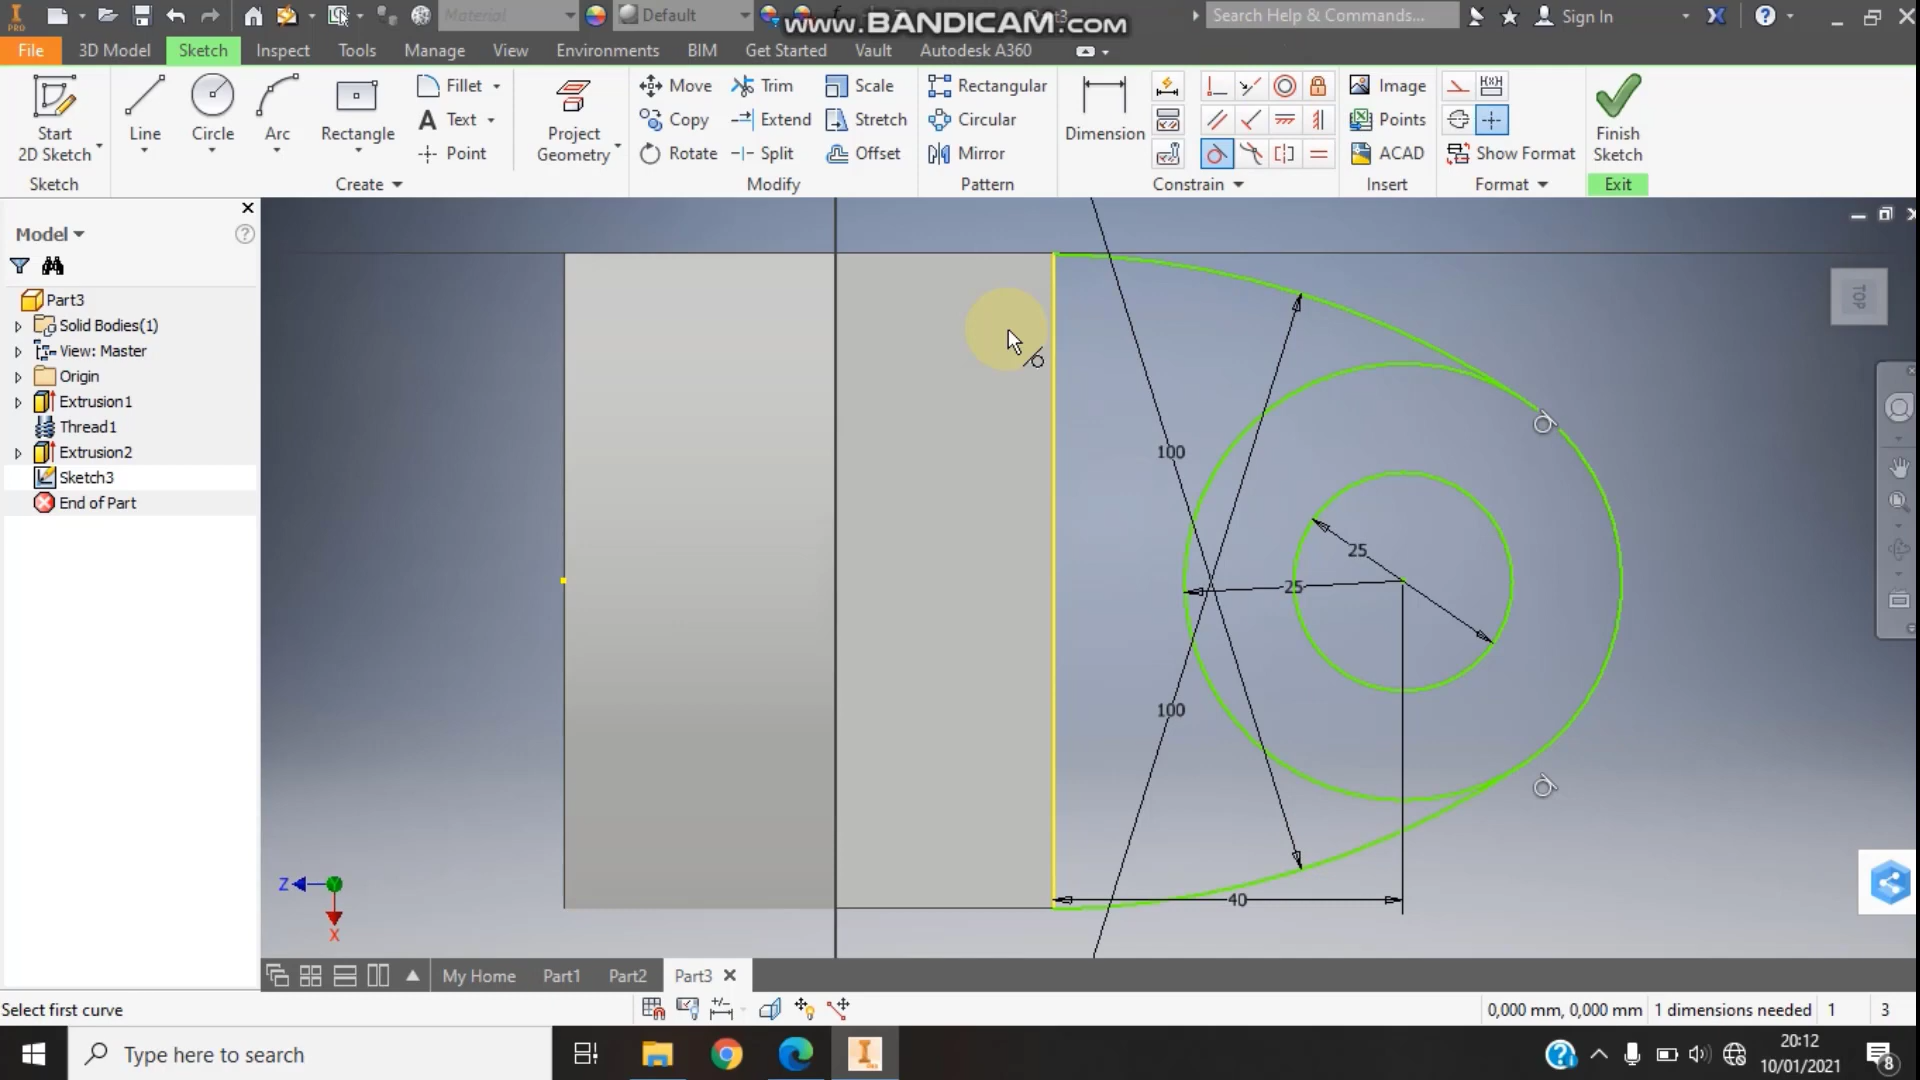 PRO
Material
Default
Part3
www.BANDICAM.com
Search Help & Commands...
Sign In
File
3D Model
Sketch
Inspect
Tools
Manage
View
Environments
BIM
Get Started
Vault
Autodesk A360
Start
2D Sketch
Line
Circle
Arc
Rectangle
Fillet
Text
Point
Project
Geometry
Move
Copy
Rotate
Trim
Extend
Split
Scale
Stretch
Offset
Rectangular
Circular
Mirror
Dimension
Image
Points
ACAD
Show Format
Finish
Sketch
Sketch
Create
Modify
Pattern
Constrain
Insert
Format
Exit
Model
Part3
Solid Bodies(1)
View: Master
Origin
Extrusion1
Thread1
Extrusion2
Sketch3
End of Part
TOP
100
25
25
100
40
Z
X
My Home
Part1
Part2
Part3
Select first curve
0,000 mm, 0,000 mm
1 dimensions needed
1
3
Type here to search
20:12
10/01/2021
8